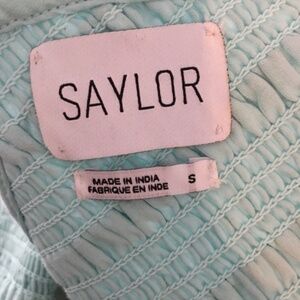 SAYLOR
MADE IN INDIA
FABRIQUE EN INDE
S